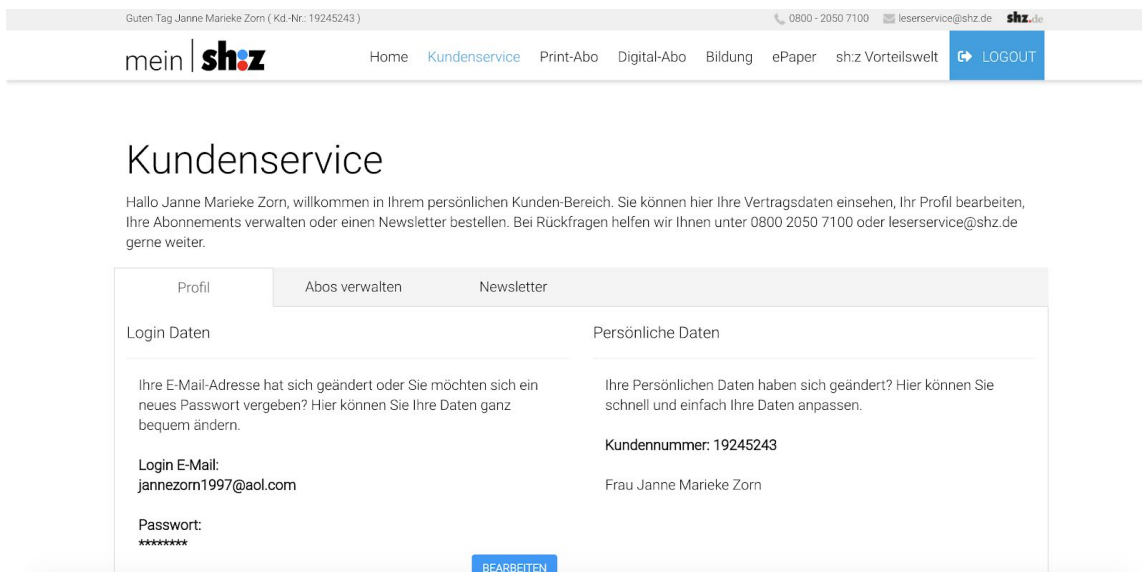 Guten Tag Janne Marieke Zorn ( Kd.-Nr.: 19245243 )
0800 - 2050 7100 leserservice@shz.de shz.de
mein sh:z
Home Kundenservice Print-Abo Digital-Abo Bildung ePaper sh:z Vorteilswelt LOGOUT
Kundenservice
Hallo Janne Marieke Zorn, willkommen in Ihrem persönlichen Kunden-Bereich. Sie können hier Ihre Vertragsdaten einsehen, Ihr Profil bearbeiten,
Ihre Abonnements verwalten oder einen Newsletter bestellen. Bei Rückfragen helfen wir Ihnen unter 0800 2050 7100 oder leserservice@shz.de
gerne weiter.
Profil Abos verwalten Newsletter
Login Daten
Ihre E-Mail-Adresse hat sich geändert oder Sie möchten sich ein
neues Passwort vergeben? Hier können Sie Ihre Daten ganz
bequem ändern.
Login E-Mail:
jannezorn1997@aol.com
Passwort:
********
BEARBEITEN
Persönliche Daten
Ihre Persönlichen Daten haben sich geändert? Hier können Sie
schnell und einfach Ihre Daten anpassen.
Kundennummer: 19245243
Frau Janne Marieke Zorn